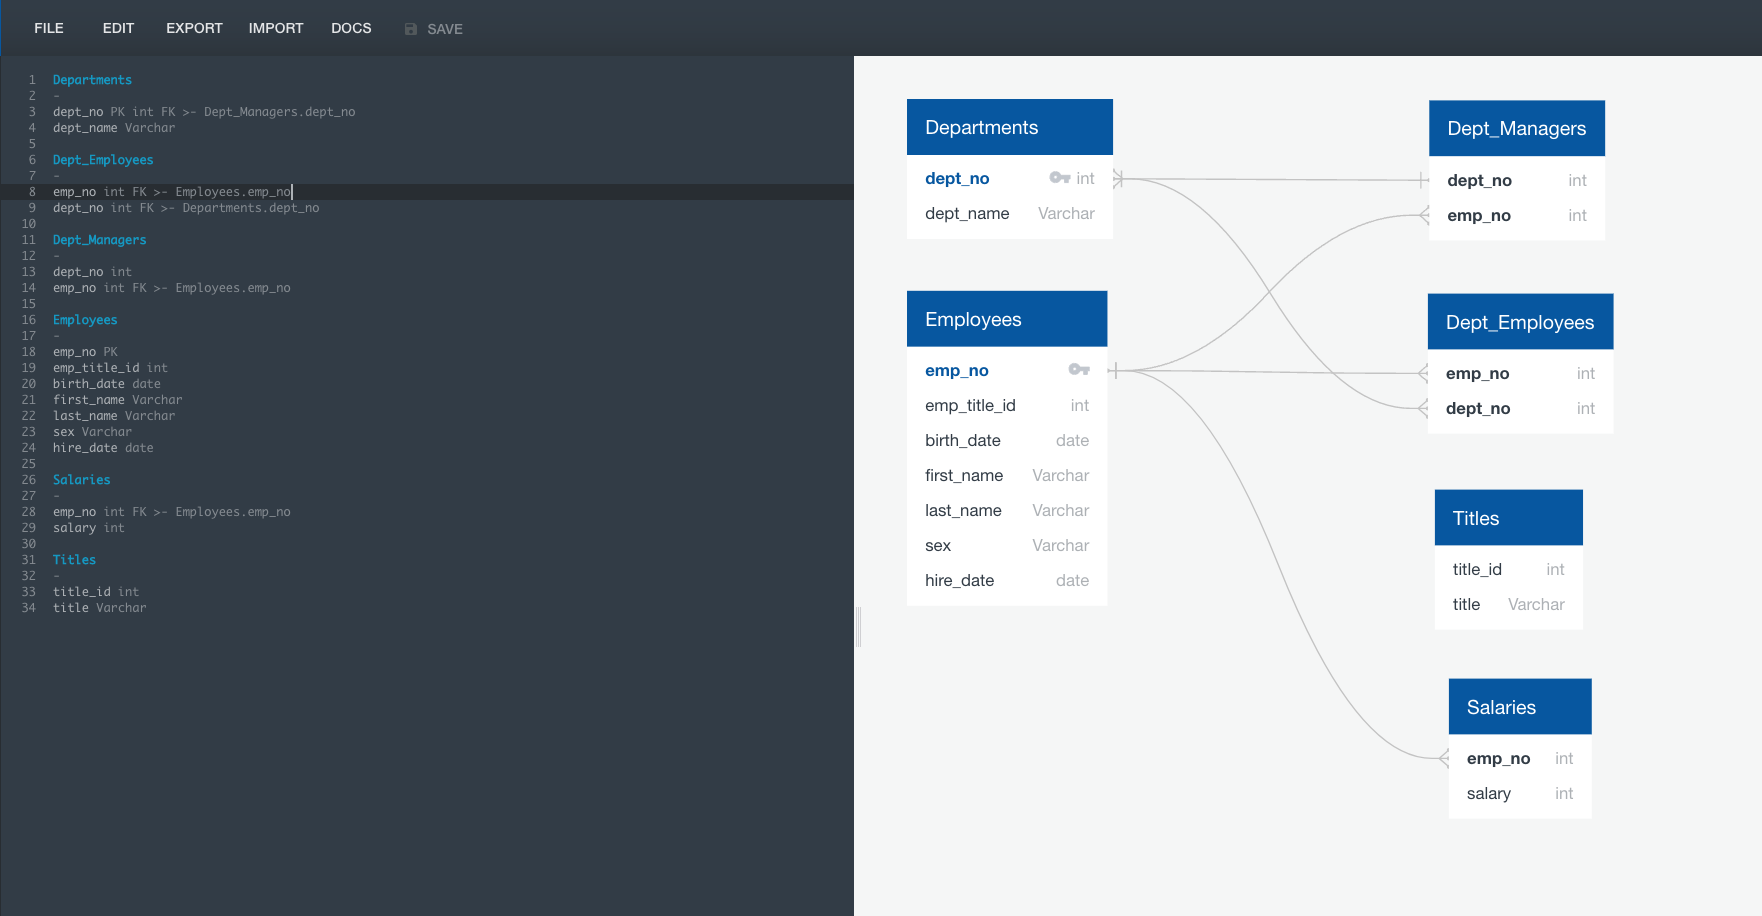 FILE EDIT EXPORT IMPORT DOCS SAVE
1 Departments
2 -
3 dept_no PK int FK >- Dept_Managers.dept_no
4 dept_name Varchar
5
6 Dept_Employees
7 -
8 emp_no int FK >- Employees.emp_no
9 dept_no int FK >- Departments.dept_no
10
11 Dept_Managers
12 -
13 dept_no int
14 emp_no int FK >- Employees.emp_no
15
16 Employees
17 -
18 emp_no PK
19 emp_title_id int
20 birth_date date
21 first_name Varchar
22 last_name Varchar
23 sex Varchar
24 hire_date date
25
26 Salaries
27 -
28 emp_no int FK >- Employees.emp_no
29 salary int
30
31 Titles
32 -
33 title_id int
34 title Varchar
Departments
dept_no int
dept_name Varchar
Dept_Managers
dept_no int
emp_no int
Employees
emp_no
emp_title_id int
birth_date date
first_name Varchar
last_name Varchar
sex Varchar
hire_date date
Dept_Employees
emp_no int
dept_no int
Titles
title_id int
title Varchar
Salaries
emp_no int
salary int